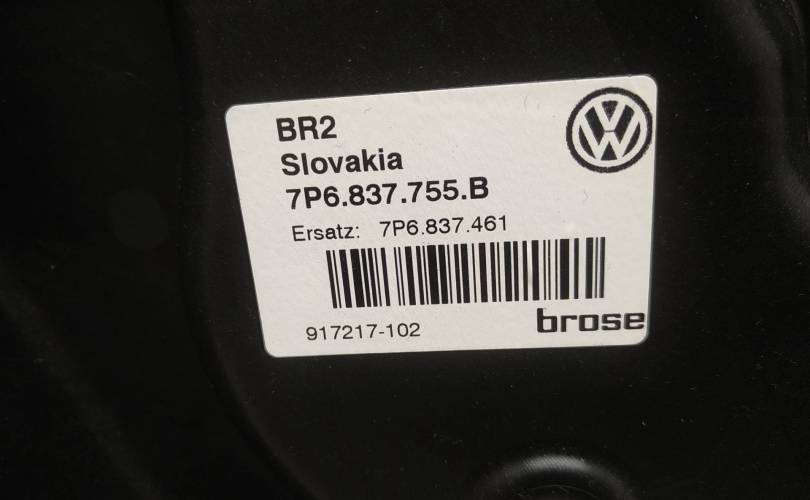 BR2
Slovakia
7P6.837.755.B
Ersatz: 7P6.837.461
917217-102
brose